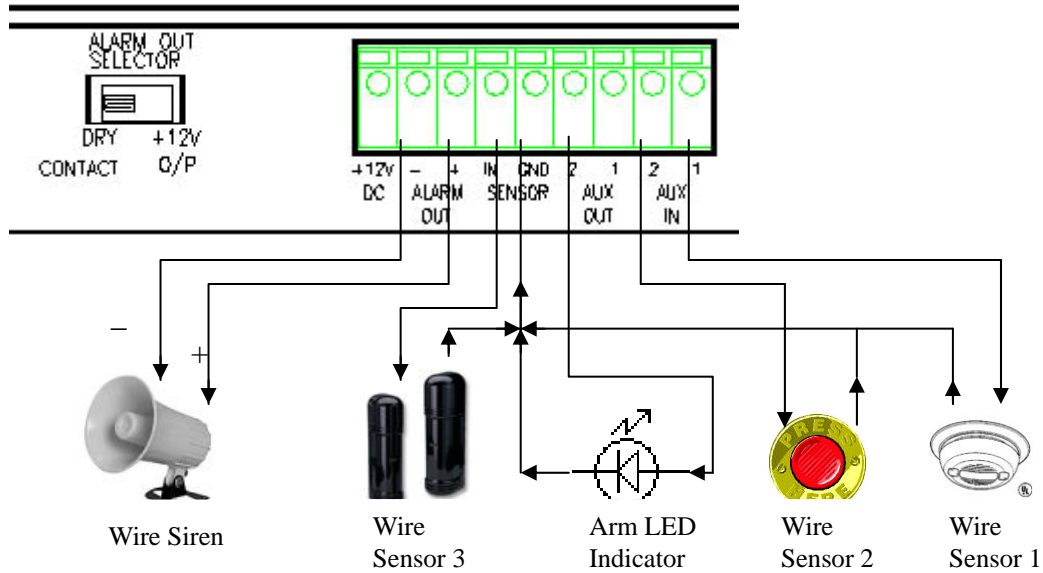 ALARM OUT
SELECTOR
DRY +12V
CONTACT O/P
+12V - + IN GND 2 1 2 1
DC ALARM SENSOR AUX AUX
OUT OUT IN
−
+
PRESS
HERE
UL
Wire Siren
Wire
Sensor 3
Arm LED
Indicator
Wire
Sensor 2
Wire
Sensor 1